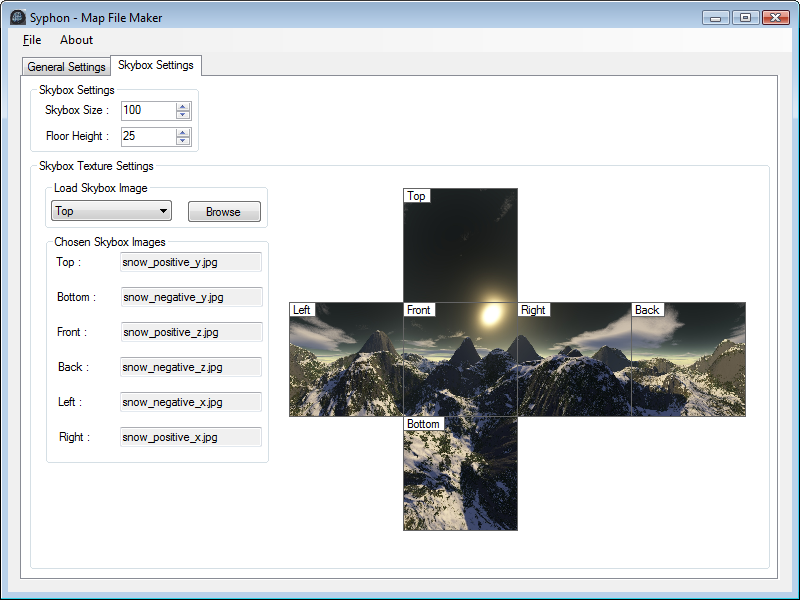 Syphon - Map File Maker
File About
General Settings Skybox Settings
Skybox Settings
Skybox Size : 100
Floor Height : 25
Skybox Texture Settings
Load Skybox Image
Top Browse
Chosen Skybox Images
Top : snow_positive_y.jpg
Bottom : snow_negative_y.jpg
Front : snow_positive_z.jpg
Back : snow_negative_z.jpg
Left : snow_negative_x.jpg
Right : snow_positive_x.jpg
Top
Left Front Right Back
Bottom